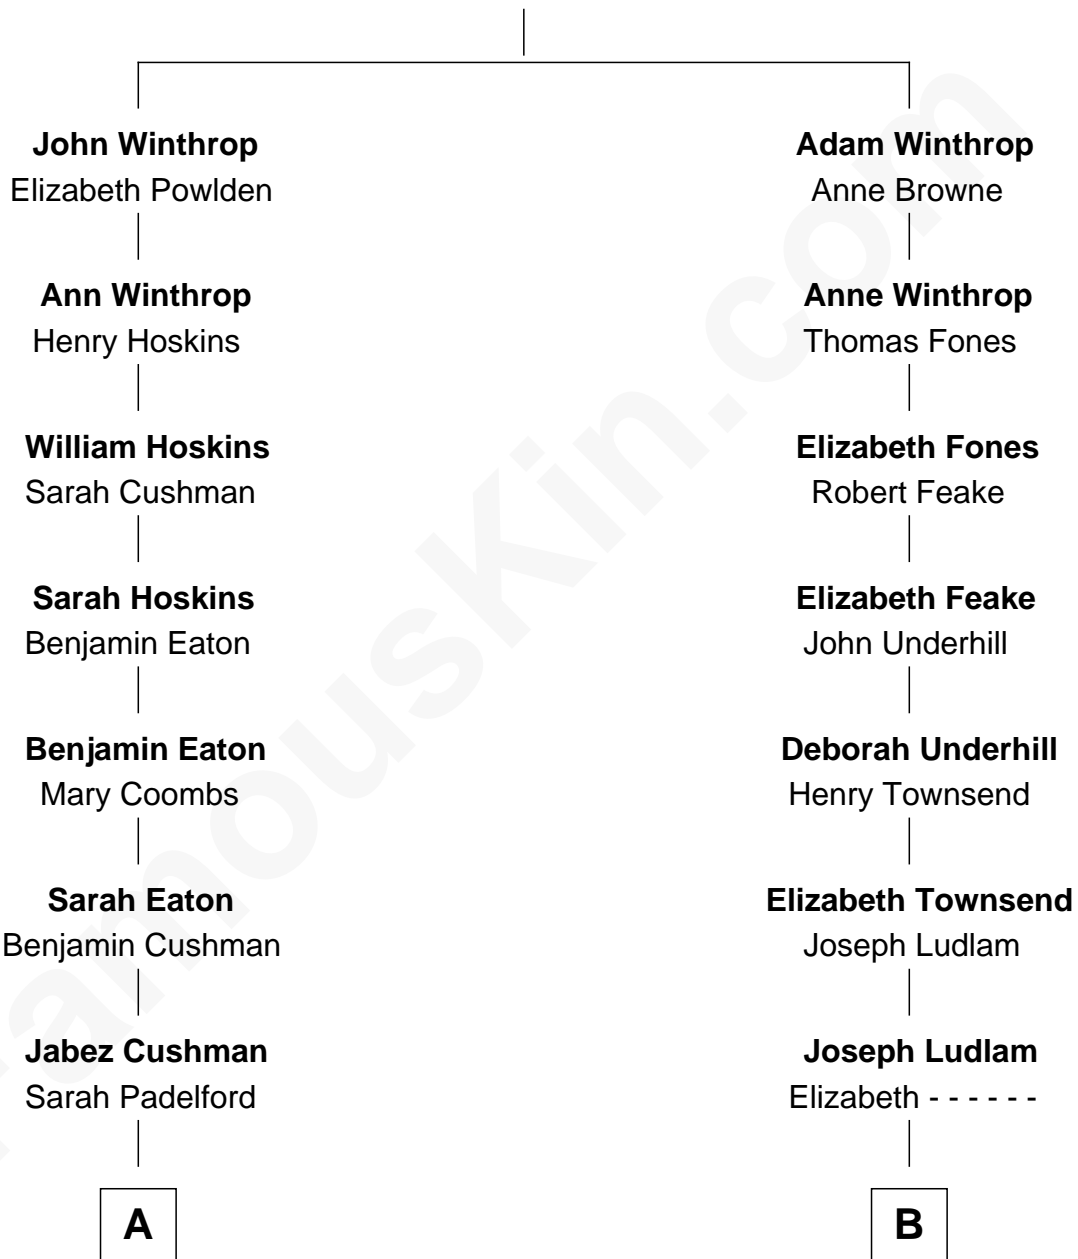 John Winthrop
Elizabeth Powlden
Ann Winthrop
Henry Hoskins
William Hoskins
Sarah Cushman
Sarah Hoskins
Benjamin Eaton
Benjamin Eaton
Mary Coombs
Sarah Eaton
Benjamin Cushman
Jabez Cushman
Sarah Padelford
A
Adam Winthrop
Anne Browne
Anne Winthrop
Thomas Fones
Elizabeth Fones
Robert Feake
Elizabeth Feake
John Underhill
Deborah Underhill
Henry Townsend
Elizabeth Townsend
Joseph Ludlam
Joseph Ludlam
Elizabeth - - - - - -
B
FamousKin.com